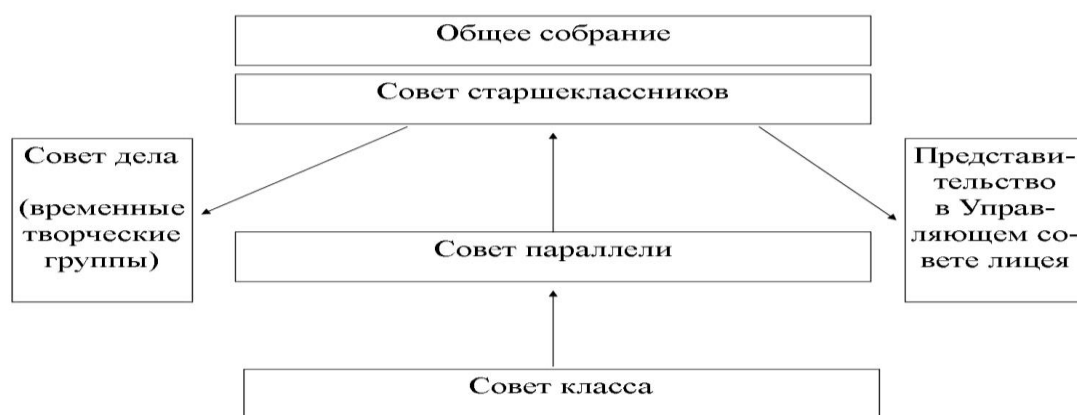 Общее собрание
Совет старшеклассников
Совет дела
(временные
творческие
группы)
Представи-
тельство
в Управ-
ляющем со-
вете лицея
Совет параллели
Совет класса